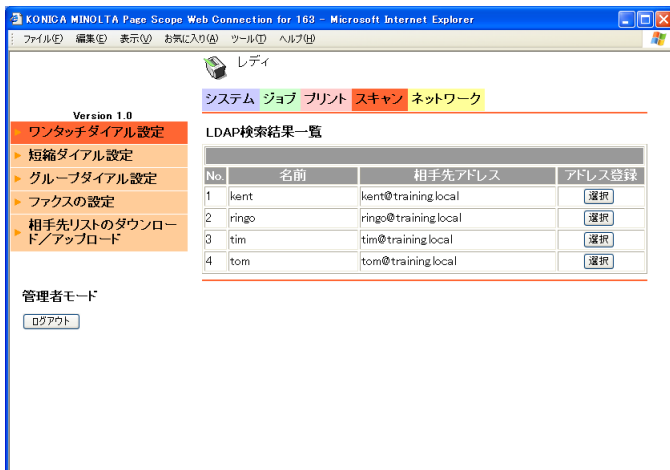 KONICA MINOLTA Page Scope Web Connection for 163 - Microsoft Internet Explorer
ファイル(F) 編集(E) 表示(V) お気に入り(A) ツール(T) ヘルプ(H)
レディ
システム ジョブ プリント スキャン ネットワーク
Version 1.0
ワンタッチダイアル設定
短縮ダイアル設定
グループダイアル設定
ファクスの設定
相手先リストのダウンロー
ド/アップロード
管理者モード
ログアウト
LDAP検索結果一覧
No. 名前 相手先アドレス アドレス登録
1 kent kent@training.local 選択
2 ringo ringo@training.local 選択
3 tim tim@training.local 選択
4 tom tom@training.local 選択